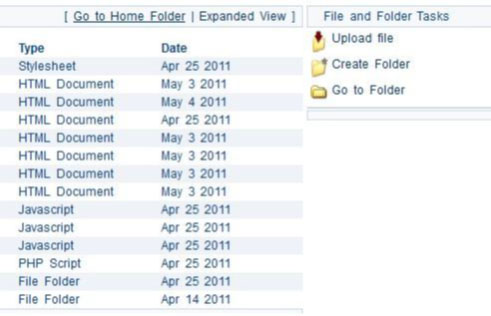 [ Go to Home Folder | Expanded View ]
Type Date
Stylesheet Apr 25 2011
HTML Document May 3 2011
HTML Document May 4 2011
HTML Document Apr 25 2011
HTML Document May 3 2011
HTML Document May 3 2011
HTML Document May 3 2011
HTML Document May 3 2011
Javascript Apr 25 2011
Javascript Apr 25 2011
Javascript Apr 25 2011
PHP Script Apr 25 2011
File Folder Apr 25 2011
File Folder Apr 14 2011
File and Folder Tasks
Upload file
Create Folder
Go to Folder